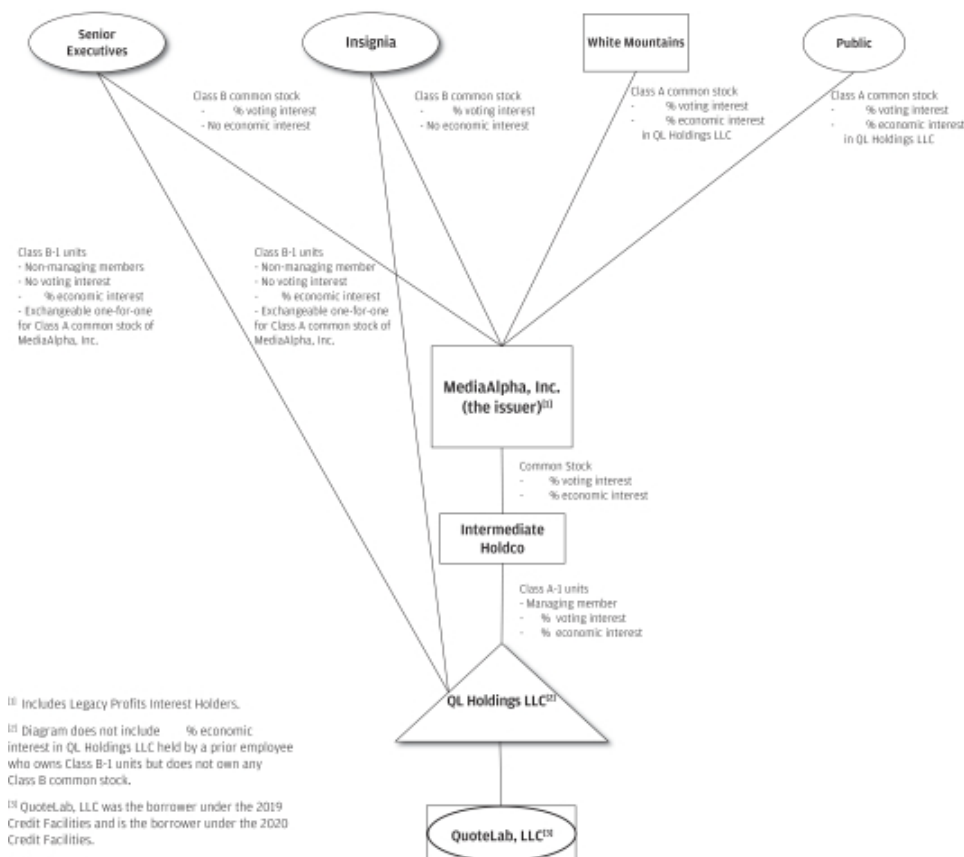 Senior
Executives
Insignia
White Mountains
Public
Class B common stock
- % voting interest
- No economic interest
Class B common stock
- % voting interest
- No economic interest
Class A common stock
- % voting interest
- % economic interest
in QL Holdings LLC
Class A common stock
- % voting interest
- % economic interest
in QL Holdings LLC
Class B-1 units
- Non-managing members
- No voting interest
- % economic interest
- Exchangeable one-for-one
for Class A common stock of
MediaAlpha, Inc.
Class B-1 units
- Non-managing member
- No voting interest
- % economic interest
- Exchangeable one-for-one
for Class A common stock of
MediaAlpha, Inc.
MediaAlpha, Inc.
(the issuer)[1]
Common Stock
- % voting interest
- % economic interest
Intermediate
Holdco
Class A-1 units
- Managing member
- % voting interest
- % economic interest
QL Holdings LLC[2]
[1] Includes Legacy Profits Interest Holders.
[2] Diagram does not include % economic
interest in QL Holdings LLC held by a prior employee
who owns Class B-1 units but does not own any
Class B common stock.
[3] QuoteLab, LLC was the borrower under the 2019
Credit Facilities and is the borrower under the 2020
Credit Facilities.
QuoteLab, LLC[3]